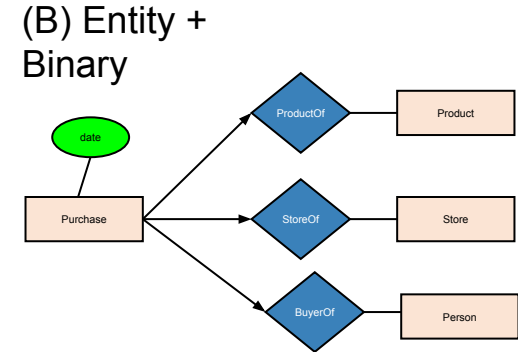 (B) Entity +
Binary
date
ProductOf
Product
Purchase
StoreOf
Store
BuyerOf
Person